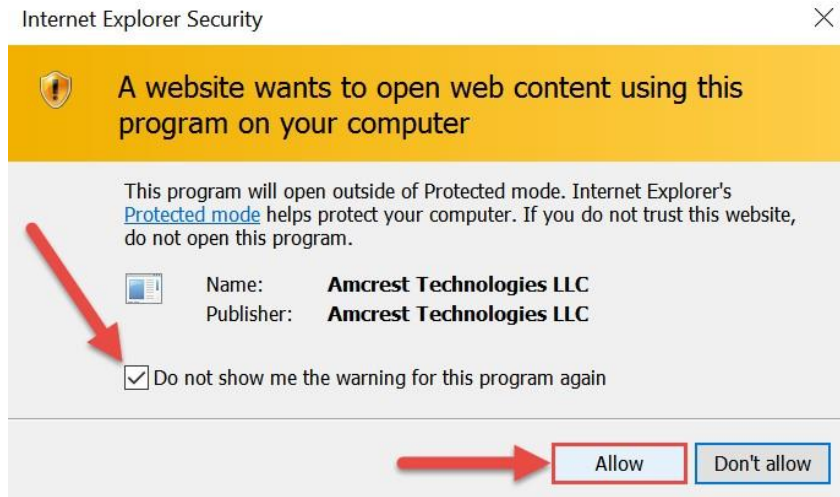 Internet Explorer Security
A website wants to open web content using this
program on your computer
This program will open outside of Protected mode. Internet Explorer's
Protected mode helps protect your computer. If you do not trust this website,
do not open this program.
Name: Amcrest Technologies LLC
Publisher: Amcrest Technologies LLC
Do not show me the warning for this program again
Allow Don't allow